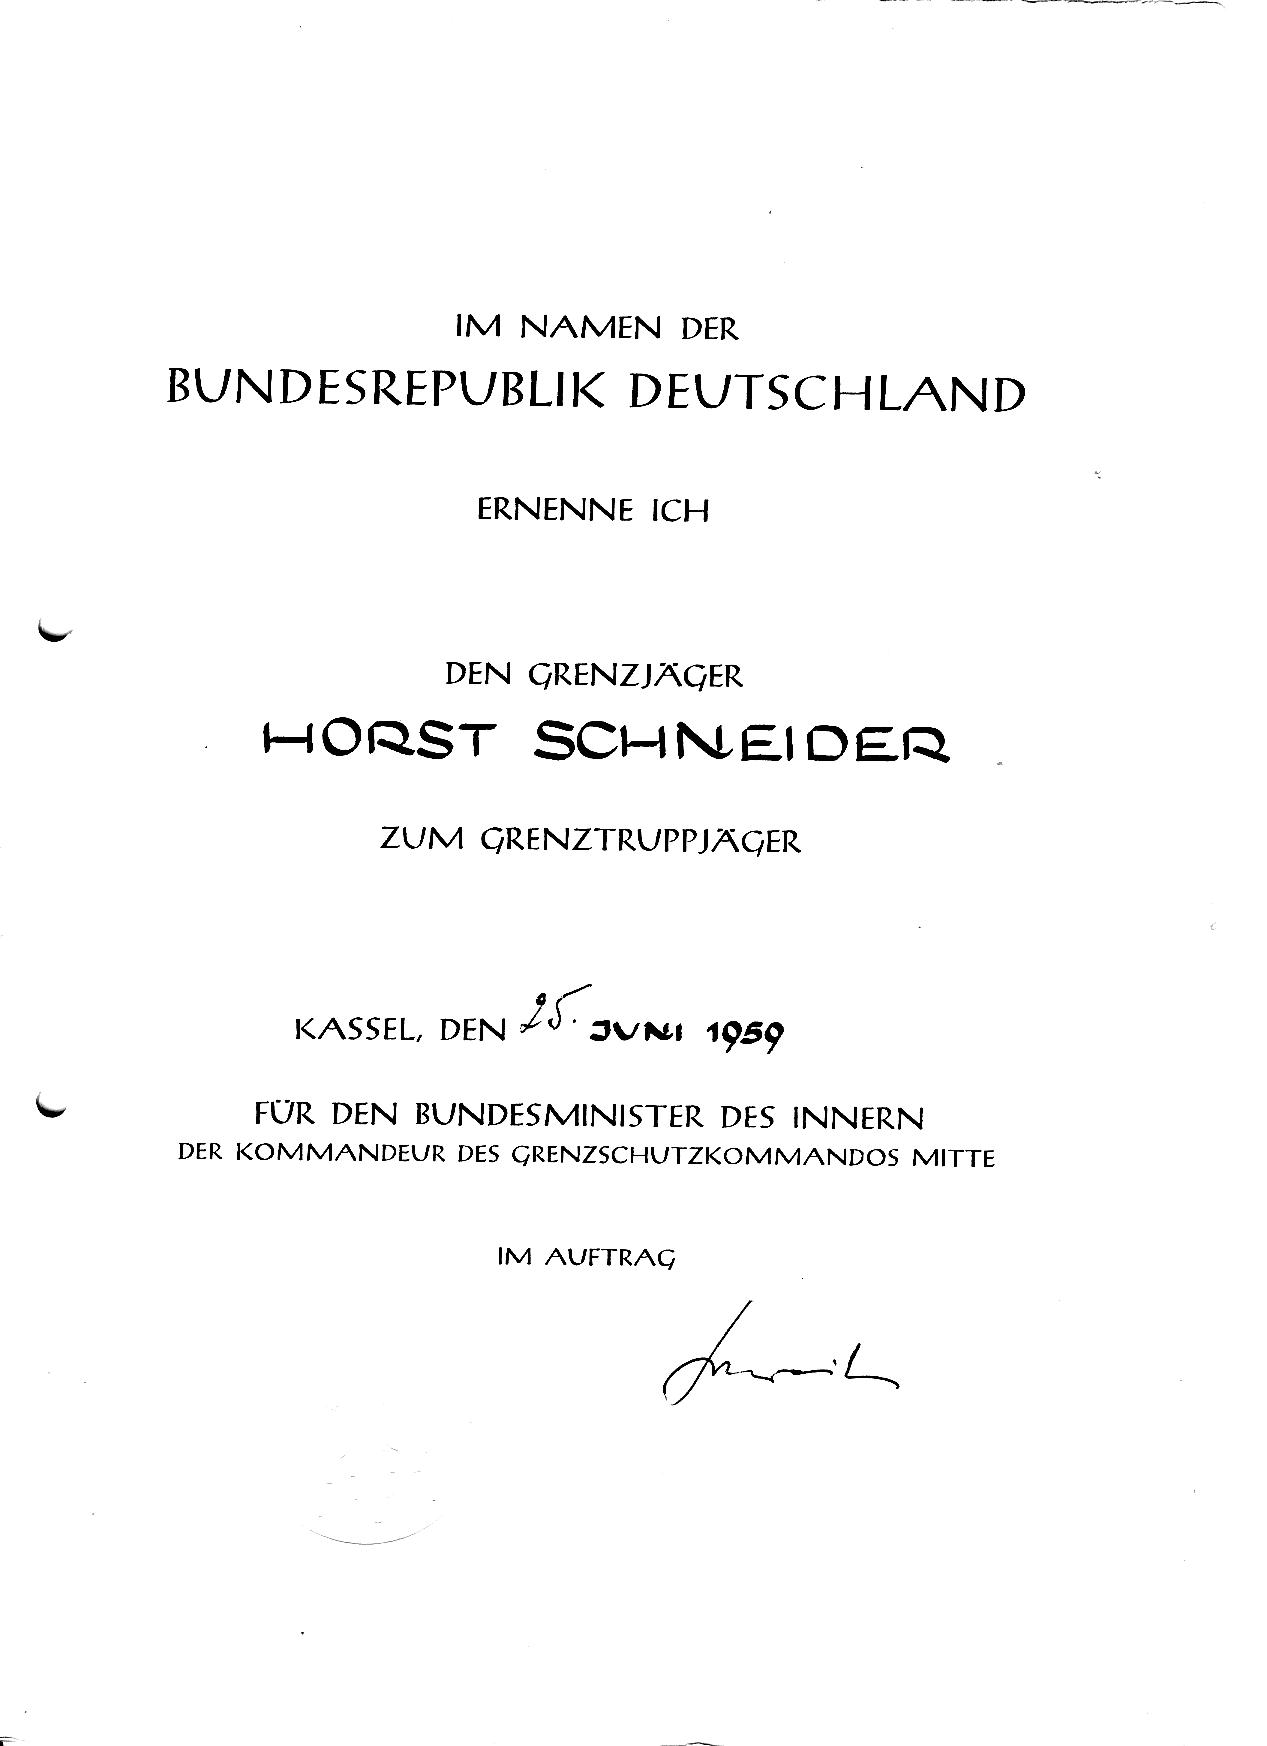 IM NAMEN DER
BUNDESREPUBLIK DEUTSCHLAND
ERNENNE ICH
DEN GRENZJÄGER
HORST SCHNEIDER
ZUM GRENZTRUPPJÄGER
KASSEL, DEN 25. JUNI 1959
FÜR DEN BUNDESMINISTER DES INNERN
DER KOMMANDEUR DES GRENZSCHUTZKOMMANDOS MITTE
IM AUFTRAG